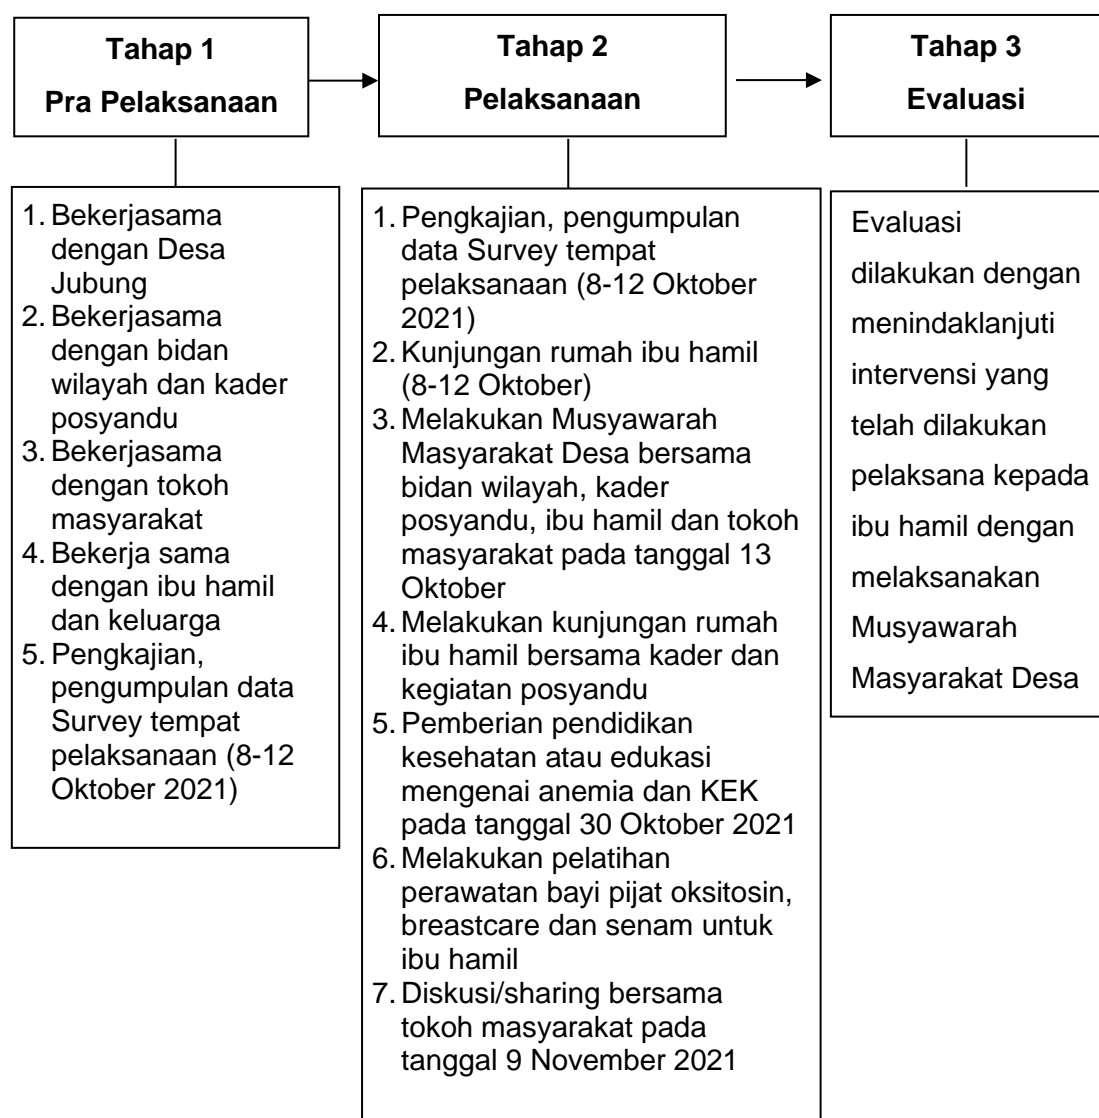 Tahap 1
Pra Pelaksanaan
Tahap 2
Pelaksanaan
Tahap 3
Evaluasi
1. Bekerjasama
dengan Desa
Jubung
2. Bekerjasama
dengan bidan
wilayah dan kader
posyandu
3. Bekerjasama
dengan tokoh
masyarakat
4. Bekerja sama
dengan ibu hamil
dan keluarga
5. Pengkajian,
pengumpulan data
Survey tempat
pelaksanaan (8-12
Oktober 2021)
1. Pengkajian, pengumpulan
data Survey tempat
pelaksanaan (8-12 Oktober
2021)
2. Kunjungan rumah ibu hamil
(8-12 Oktober)
3. Melakukan Musyawarah
Masyarakat Desa bersama
bidan wilayah, kader
posyandu, ibu hamil dan tokoh
masyarakat pada tanggal 13
Oktober
4. Melakukan kunjungan rumah
ibu hamil bersama kader dan
kegiatan posyandu
5. Pemberian pendidikan
kesehatan atau edukasi
mengenai anemia dan KEK
pada tanggal 30 Oktober 2021
6. Melakukan pelatihan
perawatan bayi pijat oksitosin,
breastcare dan senam untuk
ibu hamil
7. Diskusi/sharing bersama
tokoh masyarakat pada
tanggal 9 November 2021
Evaluasi
dilakukan dengan
menindaklanjuti
intervensi yang
telah dilakukan
pelaksana kepada
ibu hamil dengan
melaksanakan
Musyawarah
Masyarakat Desa